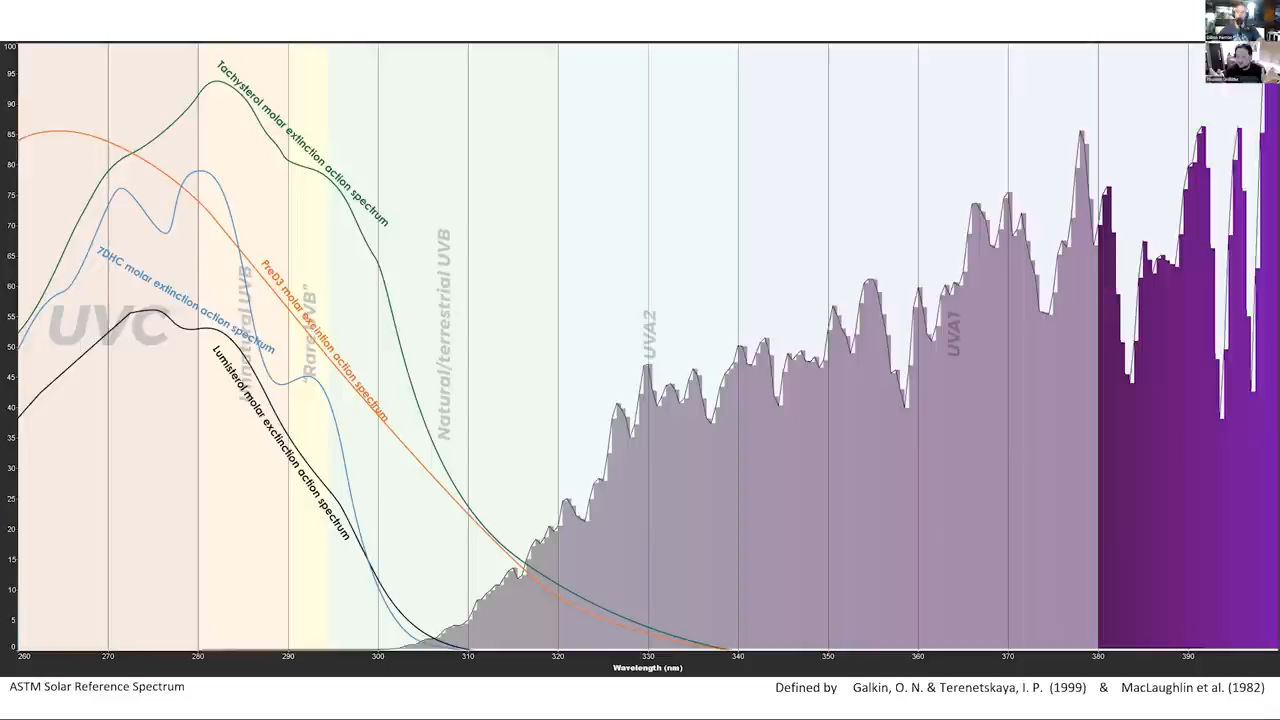 100
95
90
85
80
75
70
65
60
55
50
45
40
35
30
25
20
15
10
5
0
Tachysterol molar extinction action spectrum
7DHC molar extinction action spectrum
PreD3 molar exctintion action spectrum
Lumisterol molar exctinction action spectrum
UVC
UVB
"Rare UVB"
Natural/terrestrial UVB
UVA2
UVA1
260 270 280 290 300 310 320 330 340 350 360 370 380 390
Wavelength (nm)
ASTM Solar Reference Spectrum
Defined by Galkin, O. N. & Terenetskaya, I. P. (1999) & MacLaughlin et al. (1982)